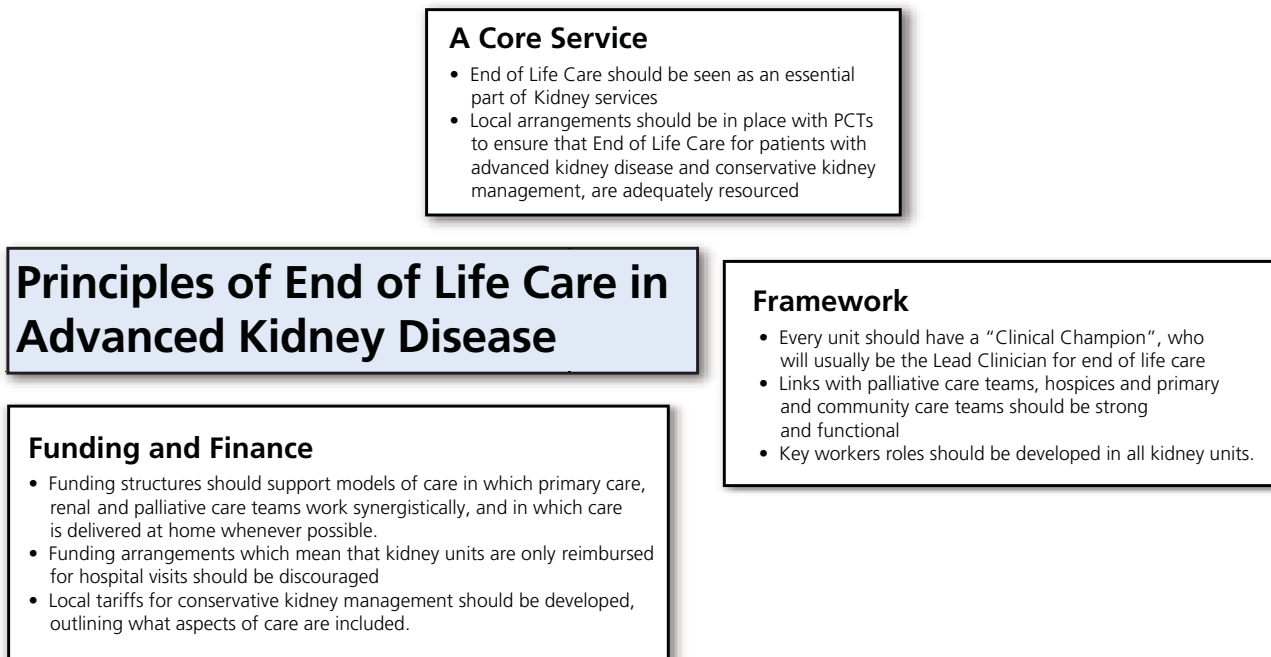 A Core Service
• End of Life Care should be seen as an essential
part of Kidney services
• Local arrangements should be in place with PCTs
to ensure that End of Life Care for patients with
advanced kidney disease and conservative kidney
management, are adequately resourced
Principles of End of Life Care in
Advanced Kidney Disease
Framework
• Every unit should have a “Clinical Champion”, who
will usually be the Lead Clinician for end of life care
• Links with palliative care teams, hospices and primary
and community care teams should be strong
and functional
• Key workers roles should be developed in all kidney units.
Funding and Finance
• Funding structures should support models of care in which primary care,
renal and palliative care teams work synergistically, and in which care
is delivered at home whenever possible.
• Funding arrangements which mean that kidney units are only reimbursed
for hospital visits should be discouraged
• Local tariffs for conservative kidney management should be developed,
outlining what aspects of care are included.